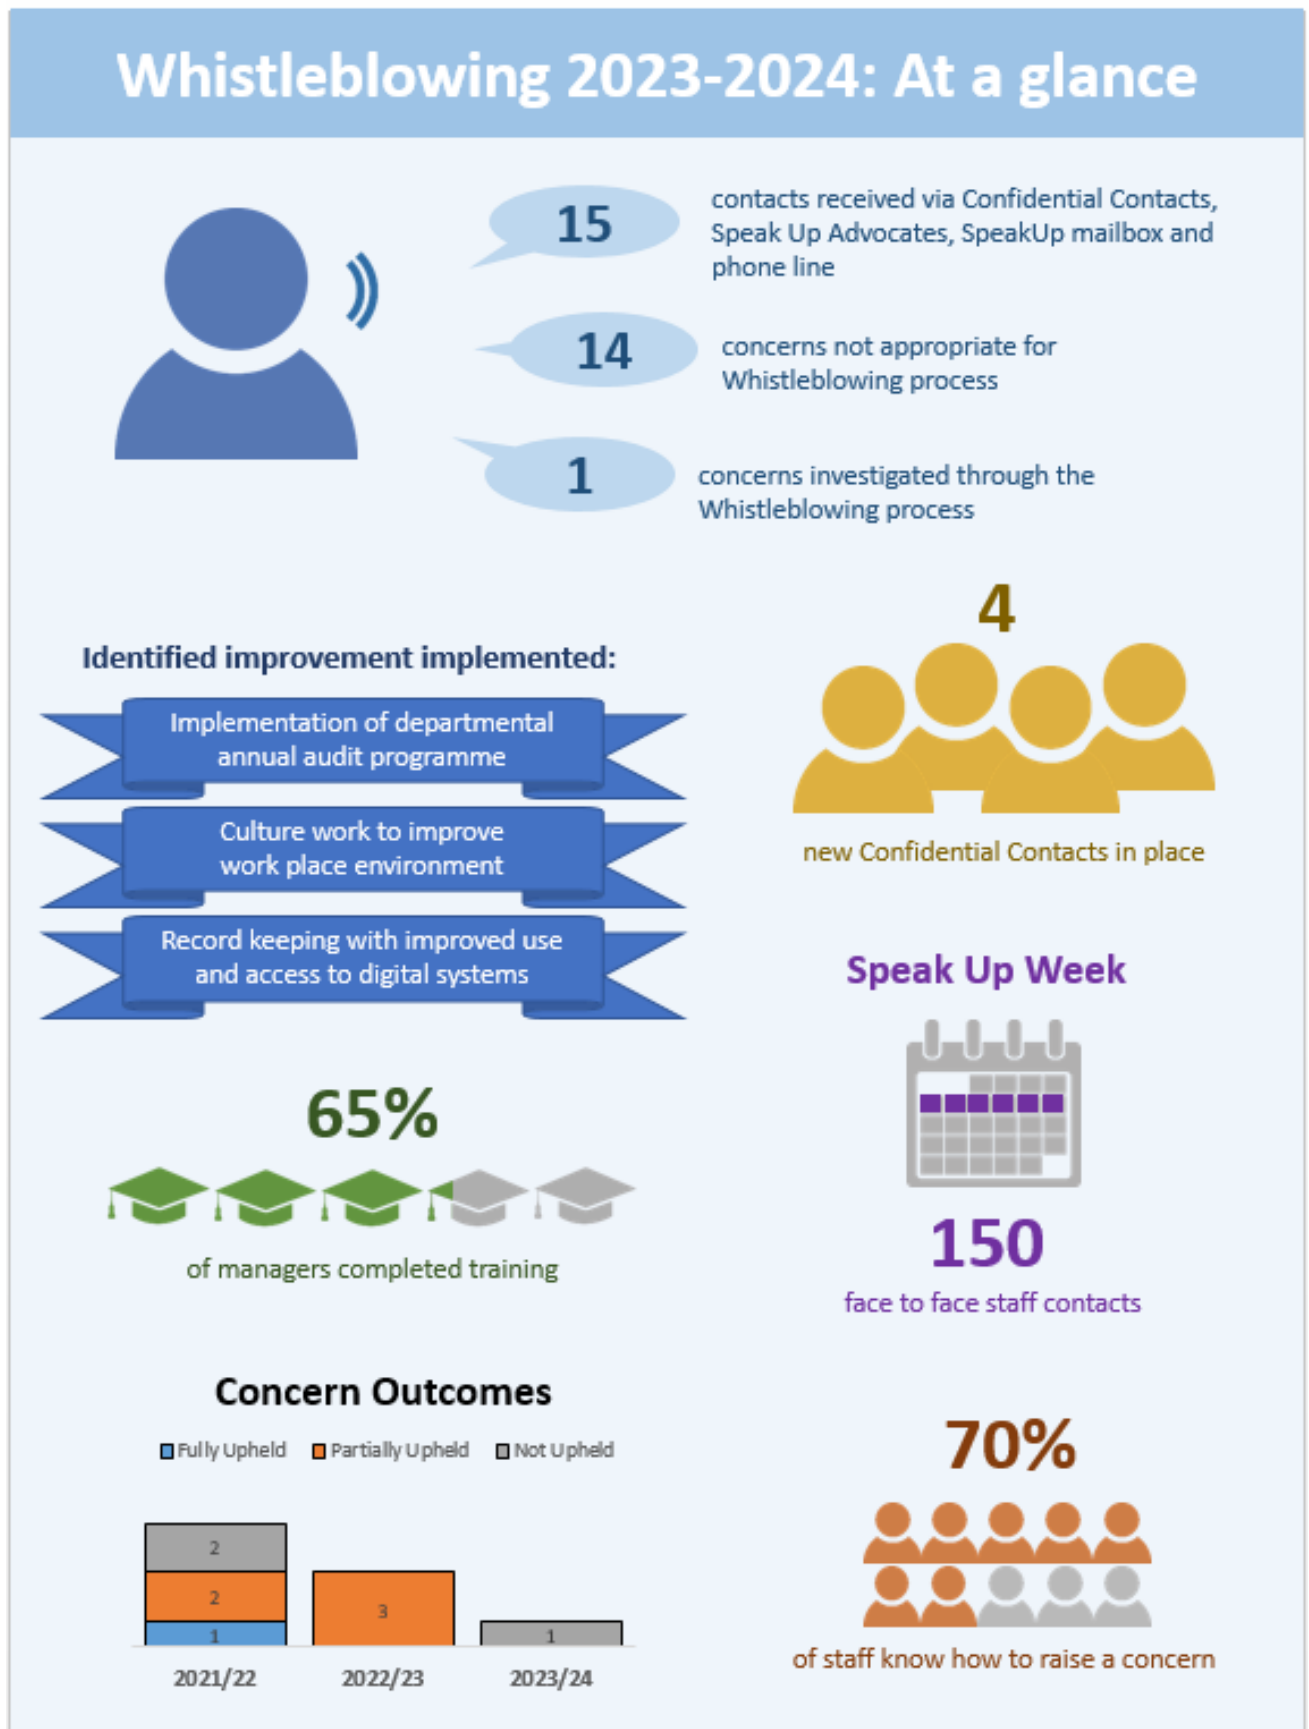 Whistleblowing 2023-2024: At a glance
15
contacts received via Confidential Contacts,
Speak Up Advocates, SpeakUp mailbox and
phone line
14
concerns not appropriate for
Whistleblowing process
1
concerns investigated through the
Whistleblowing process
4
new Confidential Contacts in place
Identified improvement implemented:
Implementation of departmental
annual audit programme
Culture work to improve
work place environment
Record keeping with improved use
and access to digital systems
Speak Up Week
150
face to face staff contacts
65%
of managers completed training
Concern Outcomes
Fully Upheld Partially Upheld Not Upheld
2
2
1
3
1
2021/22 2022/23 2023/24
70%
of staff know how to raise a concern